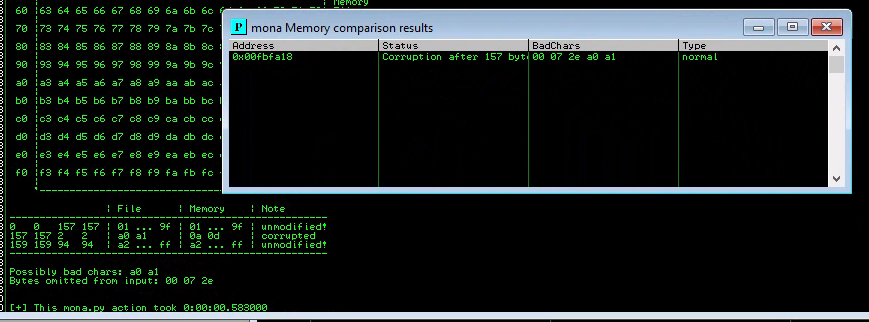 Memory
mona Memory comparison results
Address Status BadChars Type
0x00fbfa18 Corruption after 157 byt 00 07 2e a0 a1 normal
60 63 64 65 66 67 68 69 6a 6b 6c
70 73 74 75 76 77 78 79 7a 7b 7c
80 83 84 85 86 87 88 89 8a 8b 8c
90 93 94 95 96 97 98 99 9a 9b 9c
a0 a3 a4 a5 a6 a7 a8 a9 aa ab ac
b0 b3 b4 b5 b6 b7 b8 b9 ba bb bc
c0 c3 c4 c5 c6 c7 c8 c9 ca cb cc
d0 d3 d4 d5 d6 d7 d8 d9 da db dc
e0 e3 e4 e5 e6 e7 e8 e9 ea eb ec
f0 f3 f4 f5 f6 f7 f8 f9 fa fb fc
| File | Memory | Note
0 0 157 157 | 01 ... 9f | 01 ... 9f | unmodified!
157 157 2 2 | a0 a1 | 0a 0d | corrupted
159 159 94 94 | a2 ... ff | a2 ... ff | unmodified!
Possibly bad chars: a0 a1
Bytes omitted from input: 00 07 2e
[+] This mona.py action took 0:00:00.583000